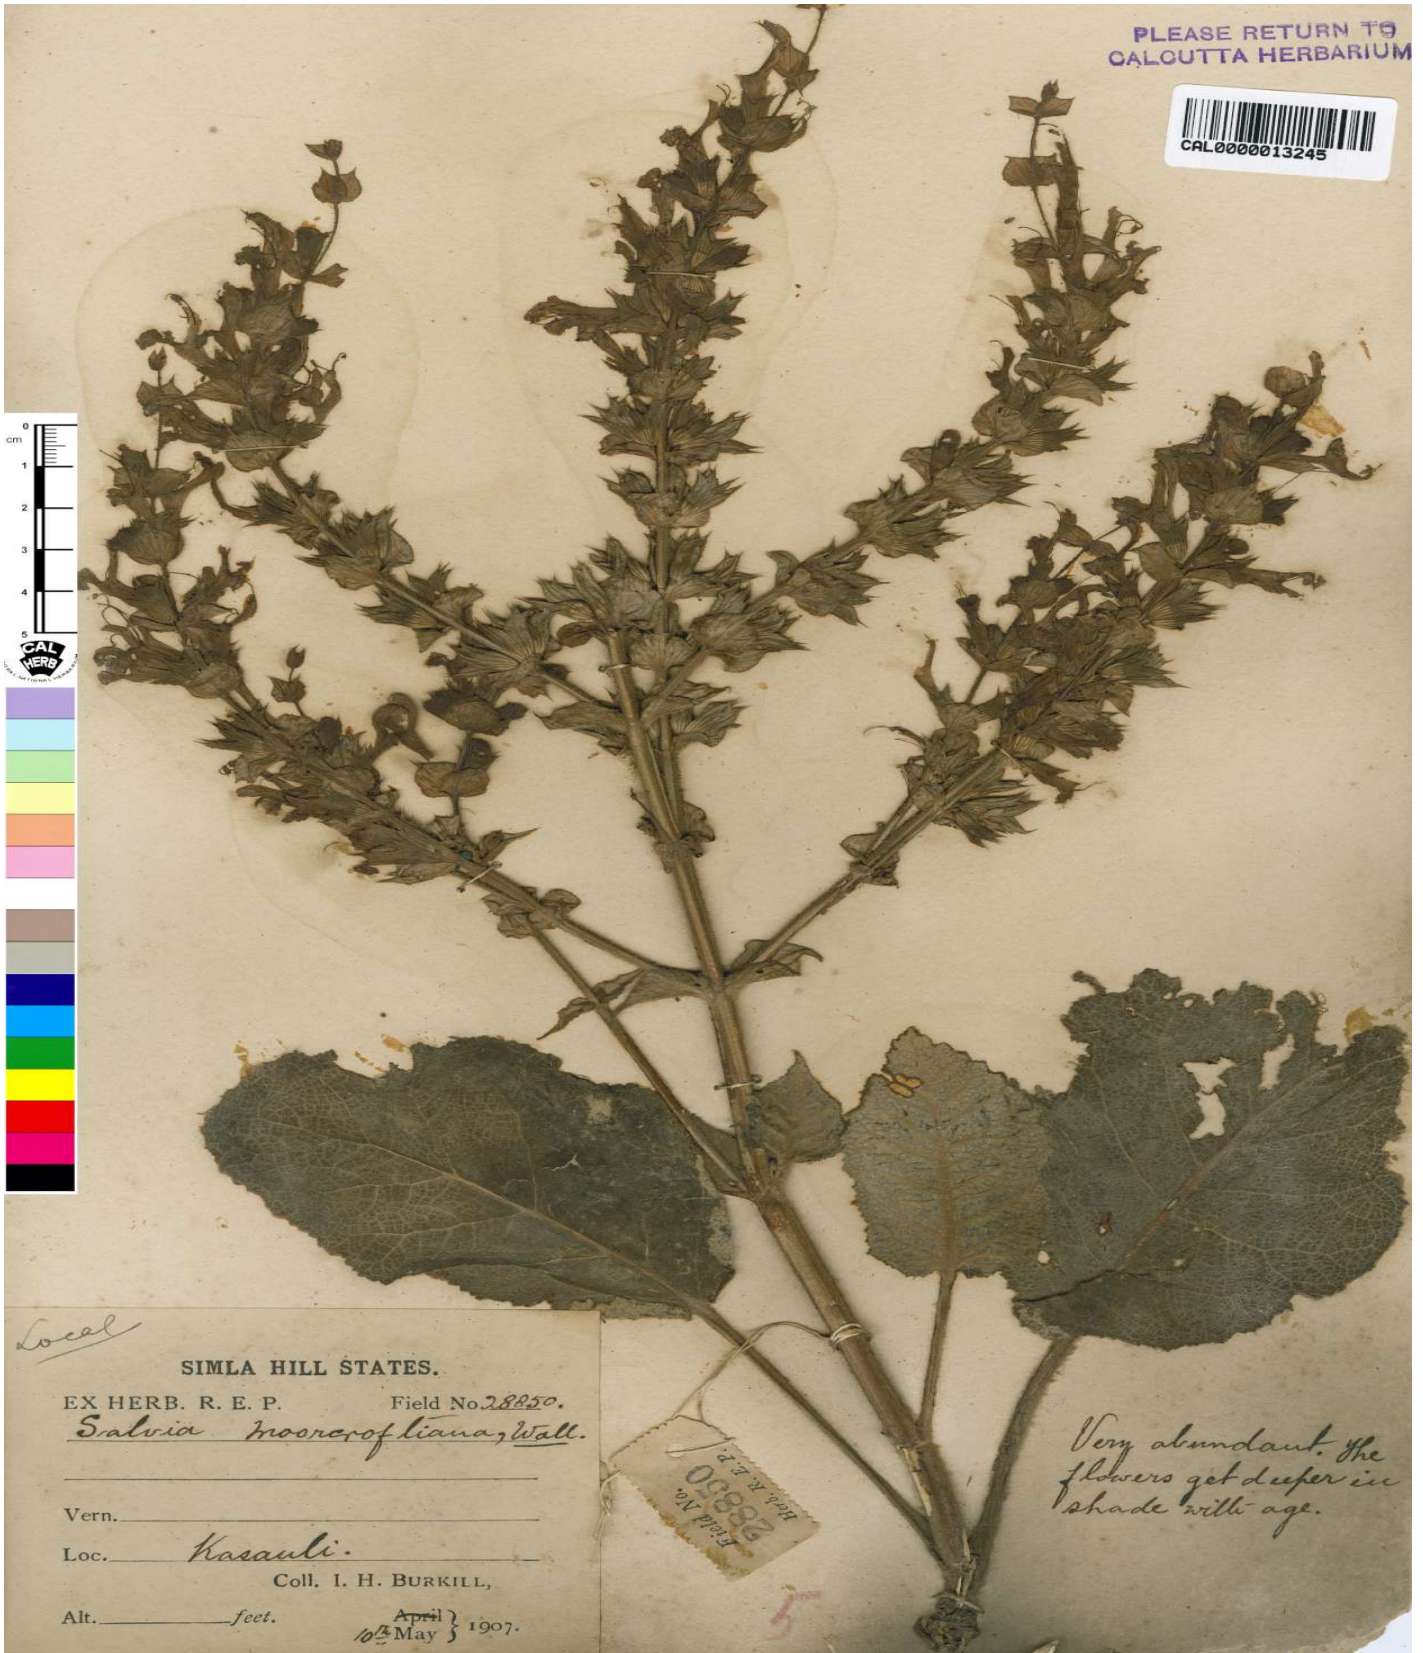 PLEASE RETURN TO
CALCUTTA HERBARIUM
CAL0000013245
0
cm
1
2
3
4
5
CAL
HERB
Local
SIMLA HILL STATES.
EX HERB. R. E. P. Field No. 28850.
Salvia moorcroftiana, Wall.
Vern.
Loc. Kasauli.
Coll. I. H. BURKILL,
Alt. feet. April
10th May } 1907.
Field No.
28850
Herb. R. E. P.
Very abundant. The
flowers get deeper in
shade with age.
5